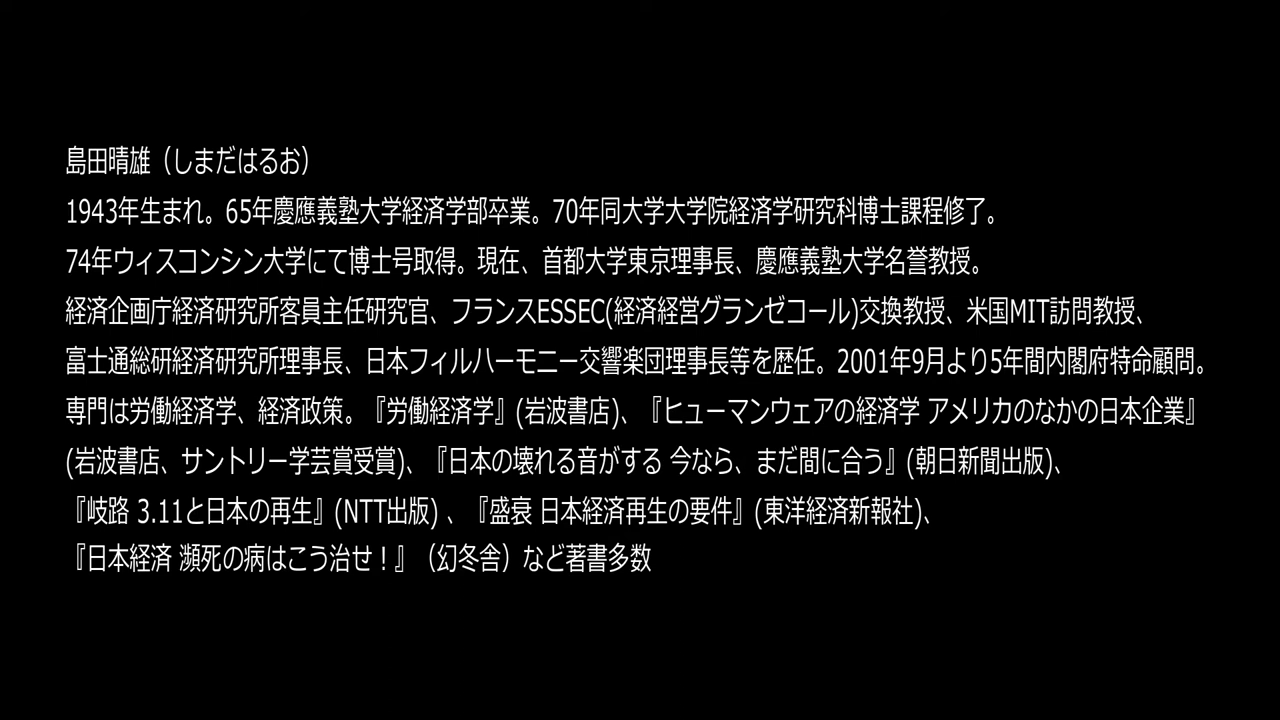 島田晴雄（しまだはるお）
1943年生まれ。65年慶應義塾大学経済学部卒業。70年同大学大学院経済学研究科博士課程修了。
74年ウィスコンシン大学にて博士号取得。現在、首都大学東京理事長、慶應義塾大学名誉教授。
経済企画庁経済研究所客員主任研究官、フランスESSEC(経済経営グランゼコール)交換教授、米国MIT訪問教授、
富士通総研経済研究所理事長、日本フィルハーモニー交響楽団理事長等を歴任。2001年9月より5年間内閣府特命顧問。
専門は労働経済学、経済政策。『労働経済学』(岩波書店)、『ヒューマンウェアの経済学 アメリカのなかの日本企業』
(岩波書店、サントリー学芸賞受賞)、『日本の壊れる音がする 今なら、まだ間に合う』(朝日新聞出版)、
『岐路 3.11と日本の再生』(NTT出版) 、『盛衰 日本経済再生の要件』(東洋経済新報社)、
『日本経済 瀕死の病はこう治せ！』（幻冬舎）など著書多数